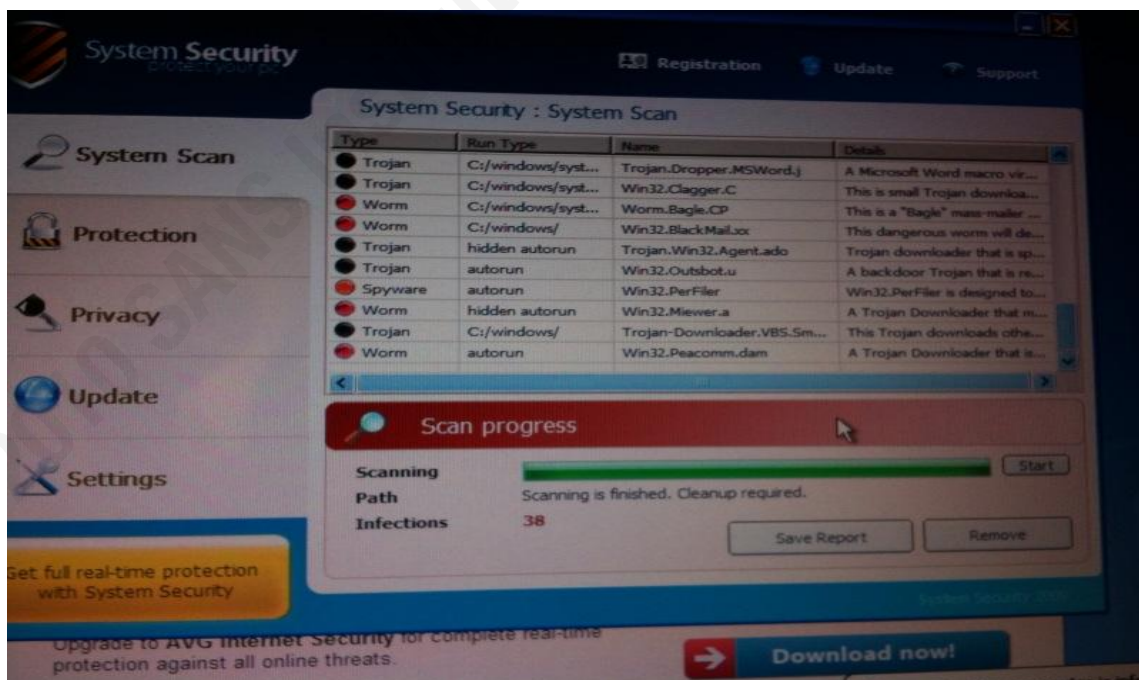 System Security
protect your pc
Registration
Update
Support
System Security : System Scan
System Scan
Protection
Privacy
Update
Settings
Type Run Type Name Details
Trojan C:/windows/syst... Trojan.Dropper.MSWord.j A Microsoft Word macro vir...
Trojan C:/windows/syst... Win32.Clagger.C This is small Trojan downloa...
Worm C:/windows/syst... Worm.Bagle.CP This is a "Bagle" mass-mailer ...
Worm C:/windows/ Win32.BlackMail.xx This dangerous worm will de...
Trojan hidden autorun Trojan.Win32.Agent.ado Trojan downloader that is sp...
Trojan autorun Win32.Outsbot.u A backdoor Trojan that is re...
Spyware autorun Win32.PerFiler Win32.PerFiler is designed to...
Worm hidden autorun Win32.Miewer.a A Trojan Downloader that m...
Trojan C:/windows/ Trojan-Downloader.VBS.Sm... This Trojan downloads othe...
Worm autorun Win32.Peacomm.dam A Trojan Downloader that is...
Scan progress
Scanning
Start
Path Scanning is finished. Cleanup required.
Infections 38
Save Report
Remove
Get full real-time protection
with System Security
System Security
Upgrade to AVG Internet Security for complete real-time
protection against all online threats.
Download now!